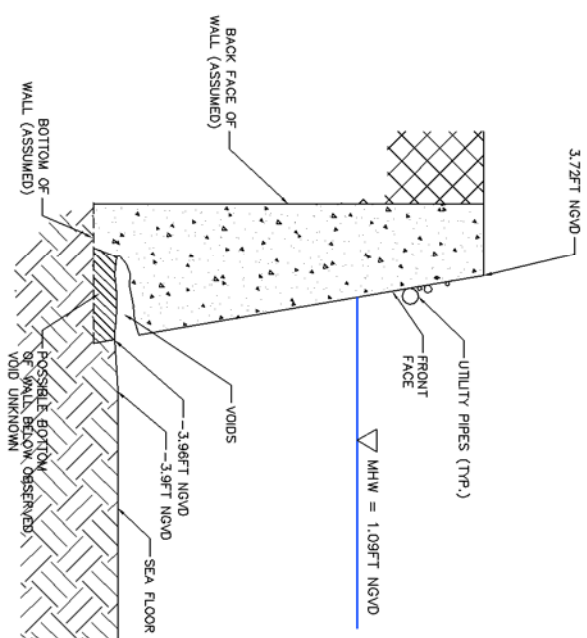 3.72FT NGVD
BACK FACE OF
WALL (ASSUMED)
UTILITY PIPES (TYP.)
FRONT
FACE
MHW = 1.09FT NGVD
VOIDS
-3.96FT NGVD
-3.9FT NGVD
SEA FLOOR
BOTTOM OF
WALL (ASSUMED)
POSSIBLE BOTTOM
OF WALL BELOW OBSERVED
VOID UNKNOWN